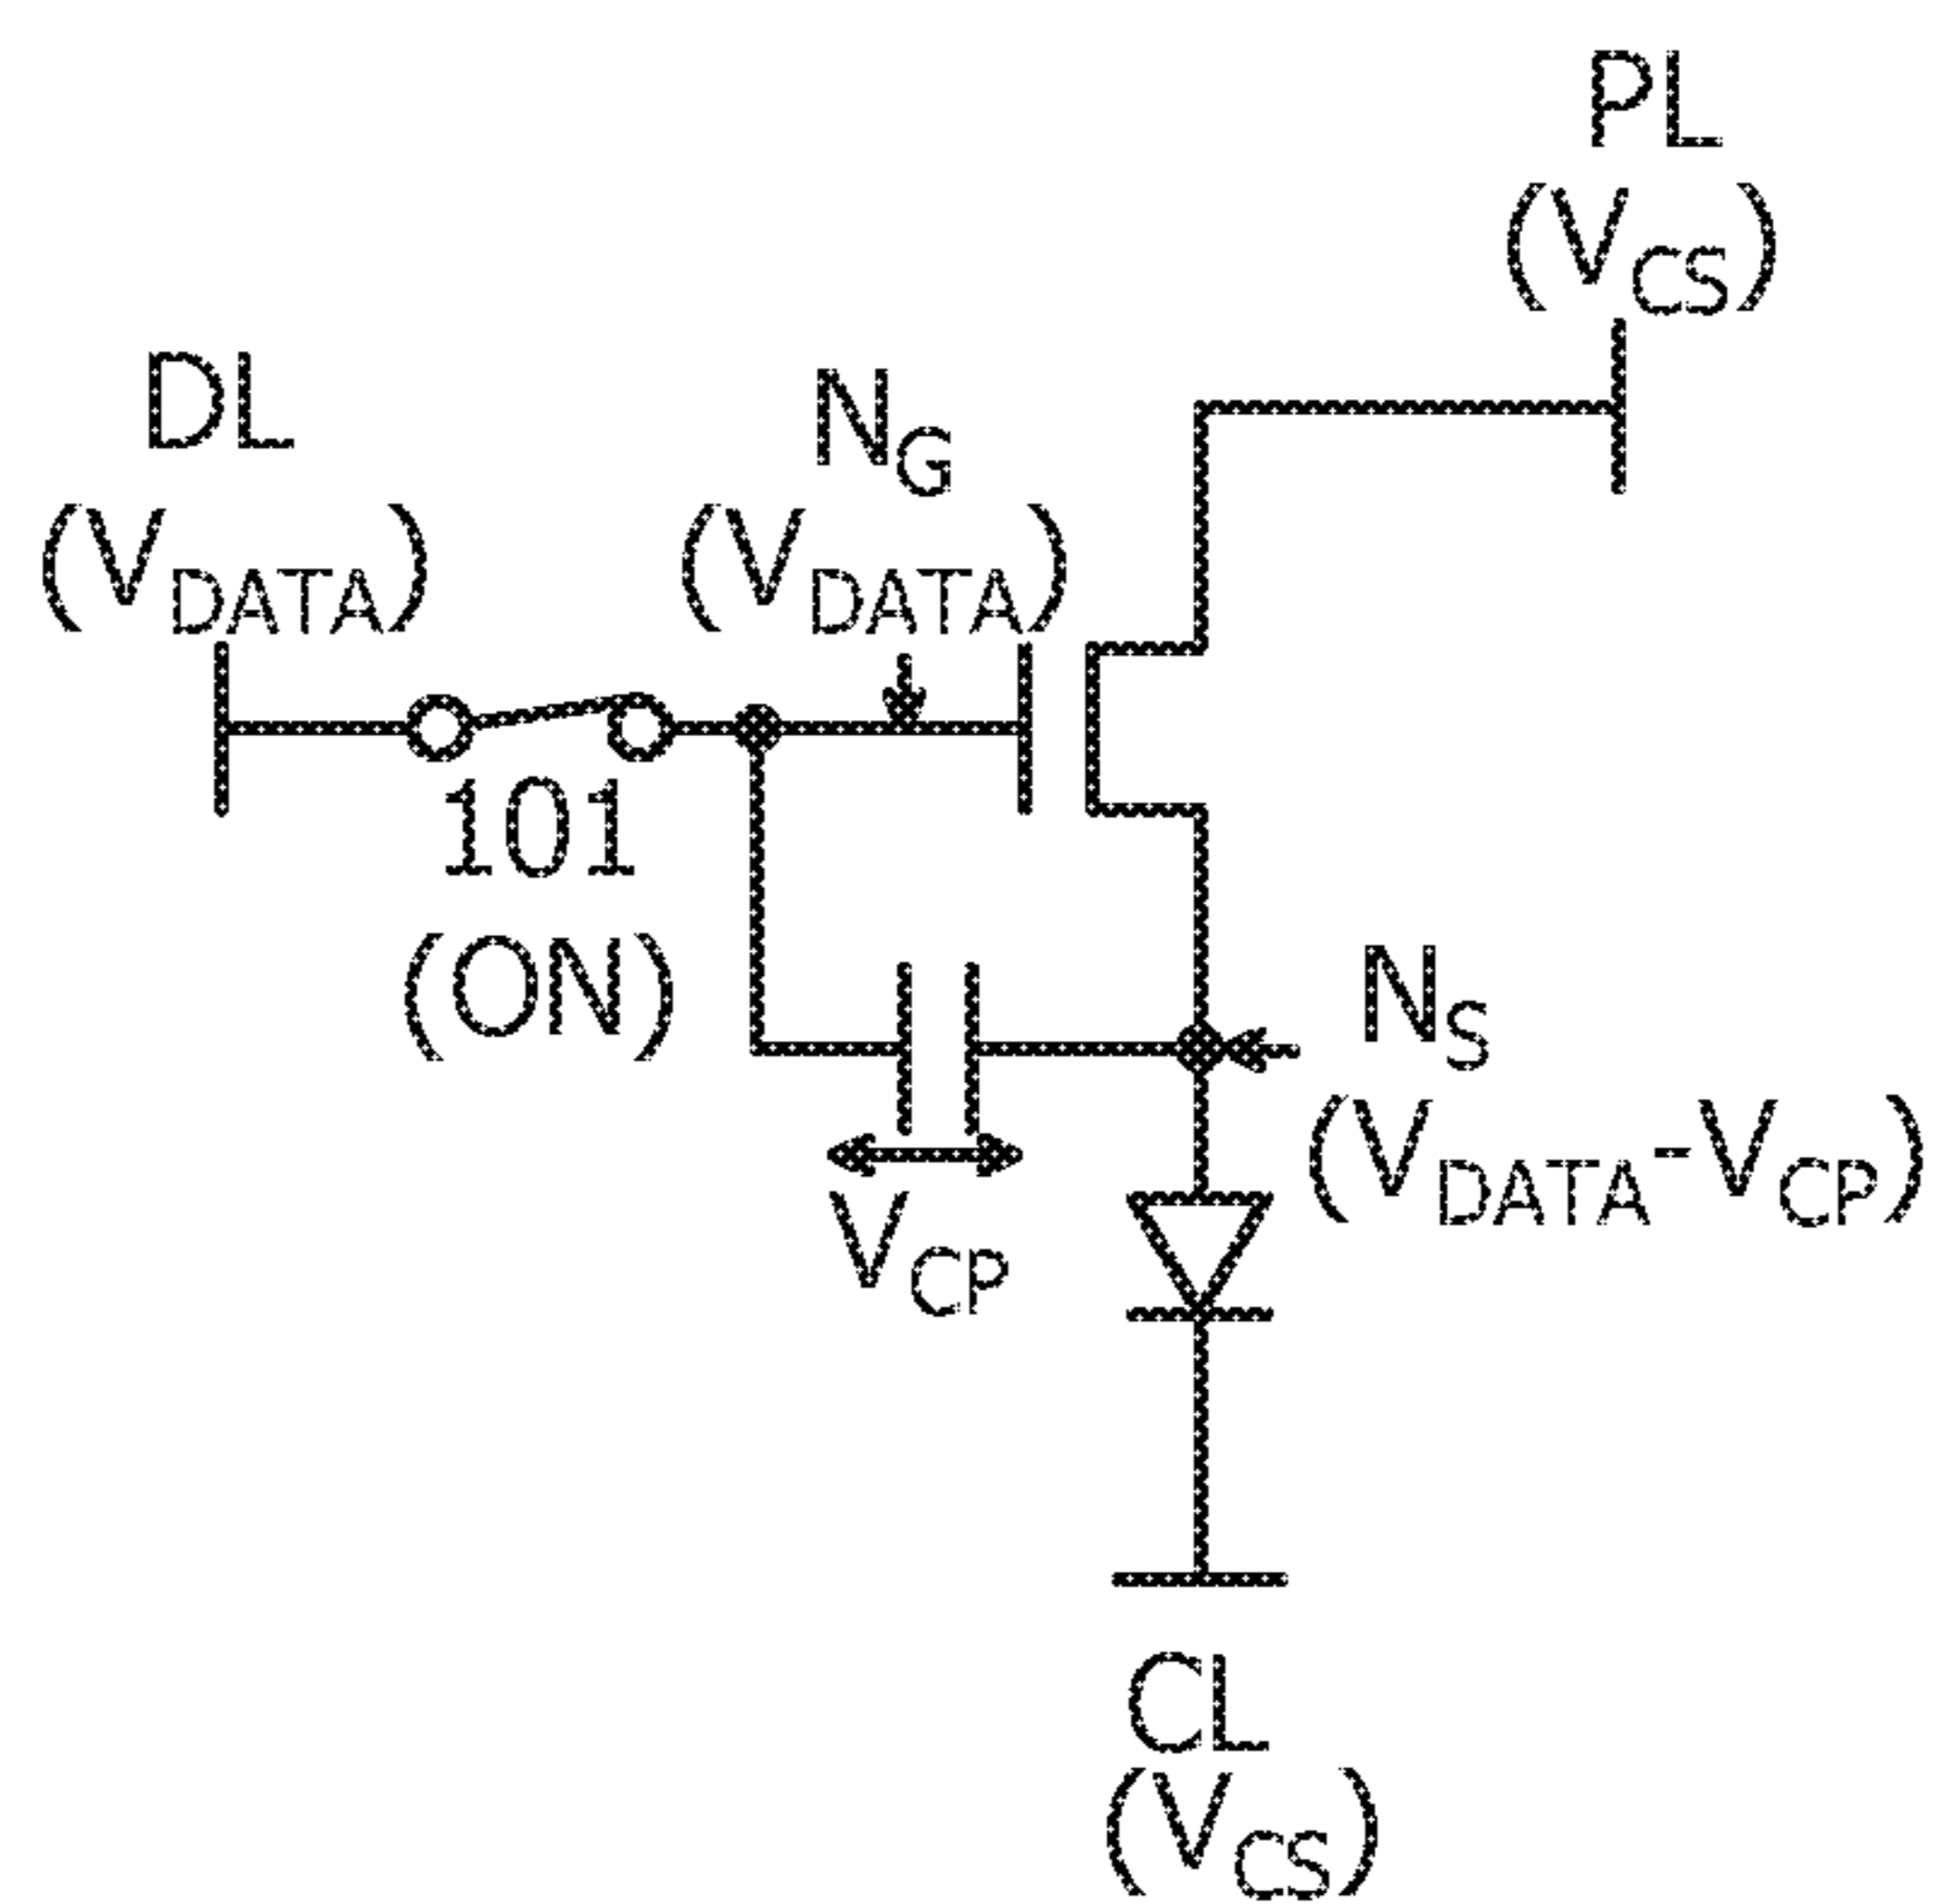 PL
(VCS)
DL
(VDATA)
NG
(VDATA)
101
(ON)
NS
(VDATA-VCP)
VCP
CL
(VCS)